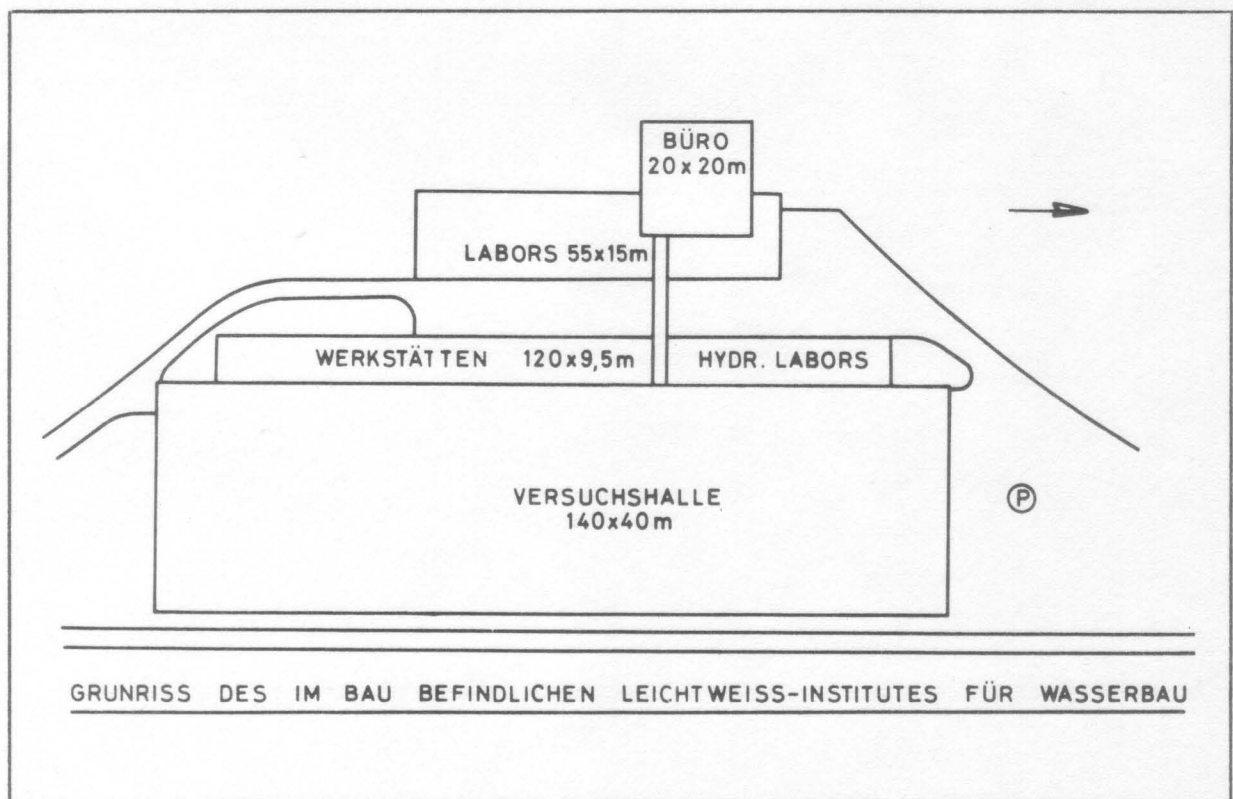 BÜRO
20 x 20m
LABORS 55x15m
WERKSTÄTTEN 120x9,5m HYDR. LABORS
VERSUCHSHALLE
140x40m
P
GRUNRISS DES IM BAU BEFINDLICHEN LEICHTWEISS-INSTITUTES FÜR WASSERBAU